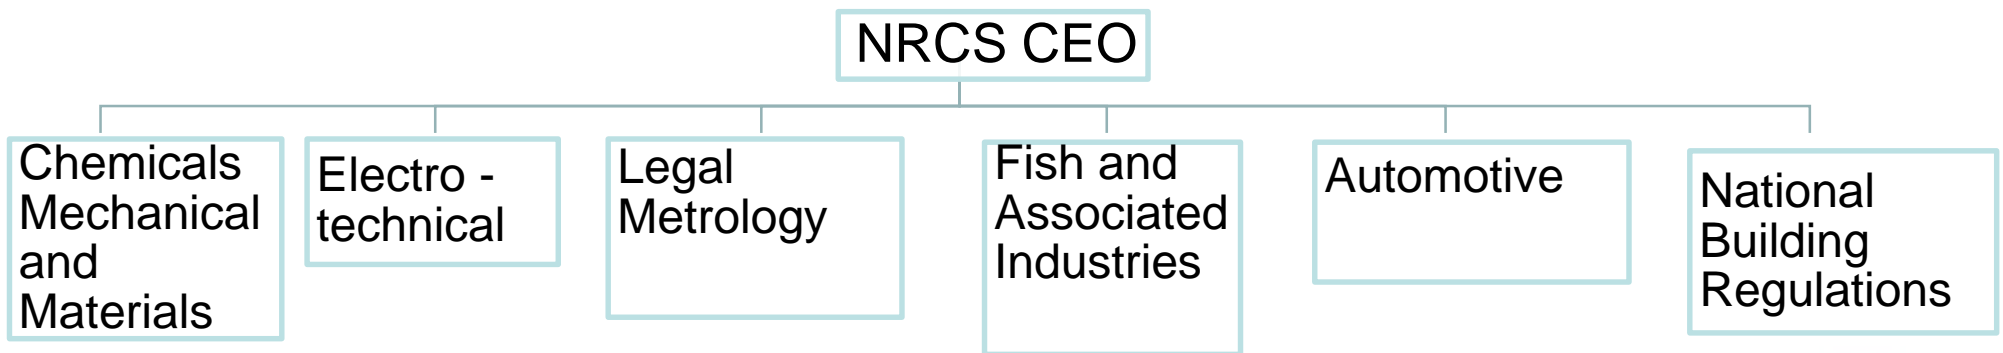 NRCS CEO
Chemicals
Mechanical
and
Materials
Electro -
technical
Legal
Metrology
Fish and
Associated
Industries
Automotive
National
Building
Regulations